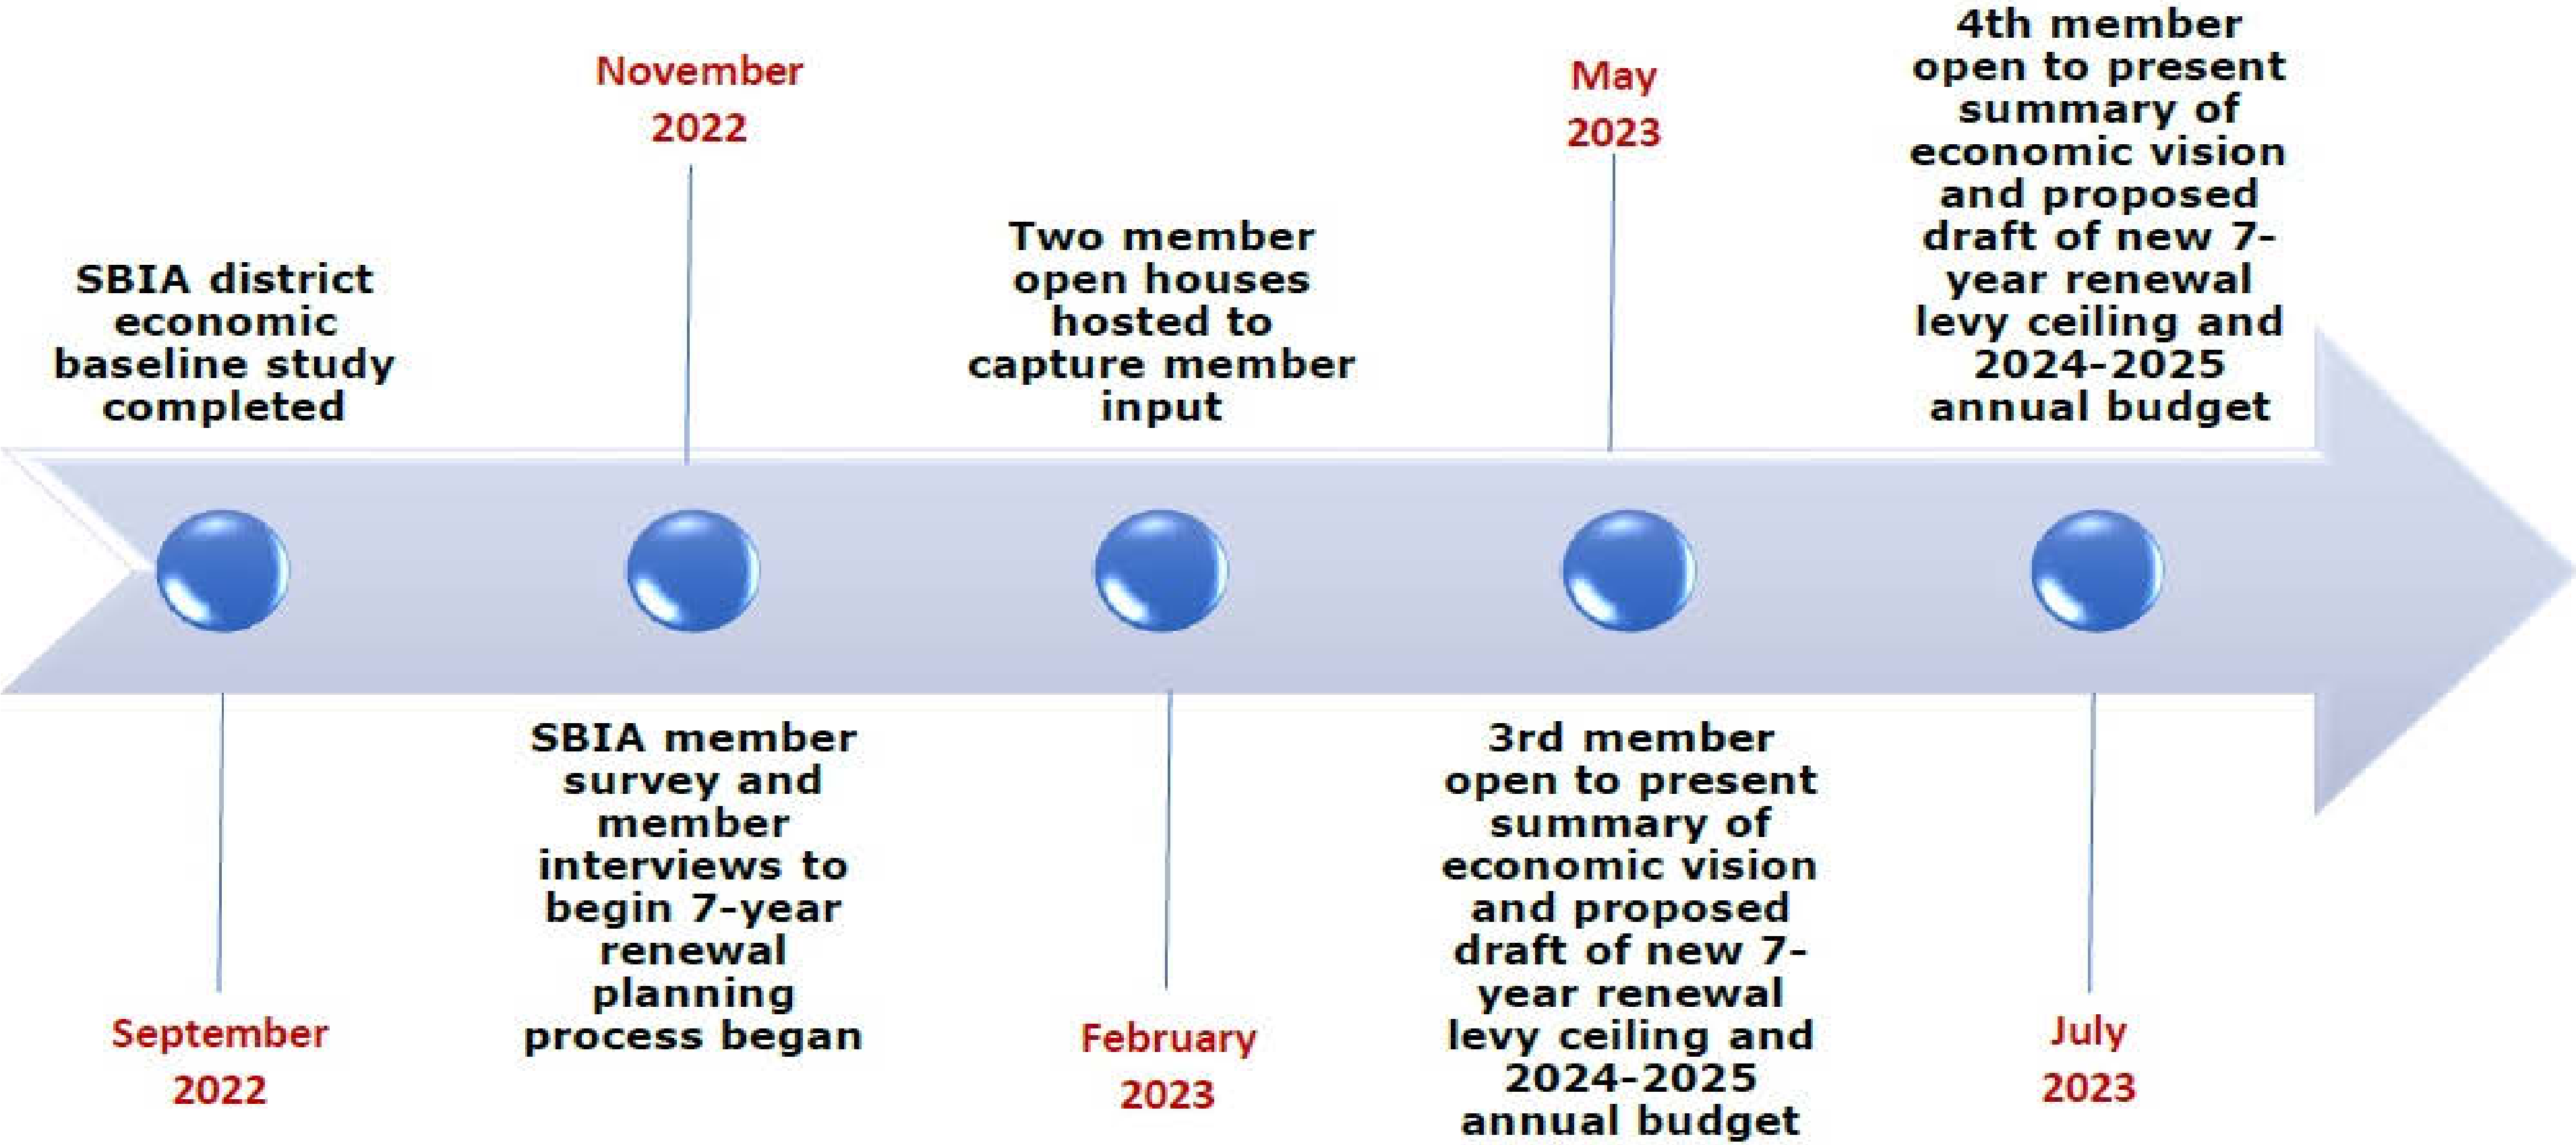 SBIA district
economic
baseline study
completed
September
2022
November
2022
SBIA member
survey and
member
interviews to
begin 7-year
renewal
planning
process began
Two member
open houses
hosted to
capture member
input
February
2023
May
2023
3rd member
open to present
summary of
economic vision
and proposed
draft of new 7-
year renewal
levy ceiling and
2024-2025
annual budget
4th member
open to present
summary of
economic vision
and proposed
draft of new 7-
year renewal
levy ceiling and
2024-2025
annual budget
July
2023